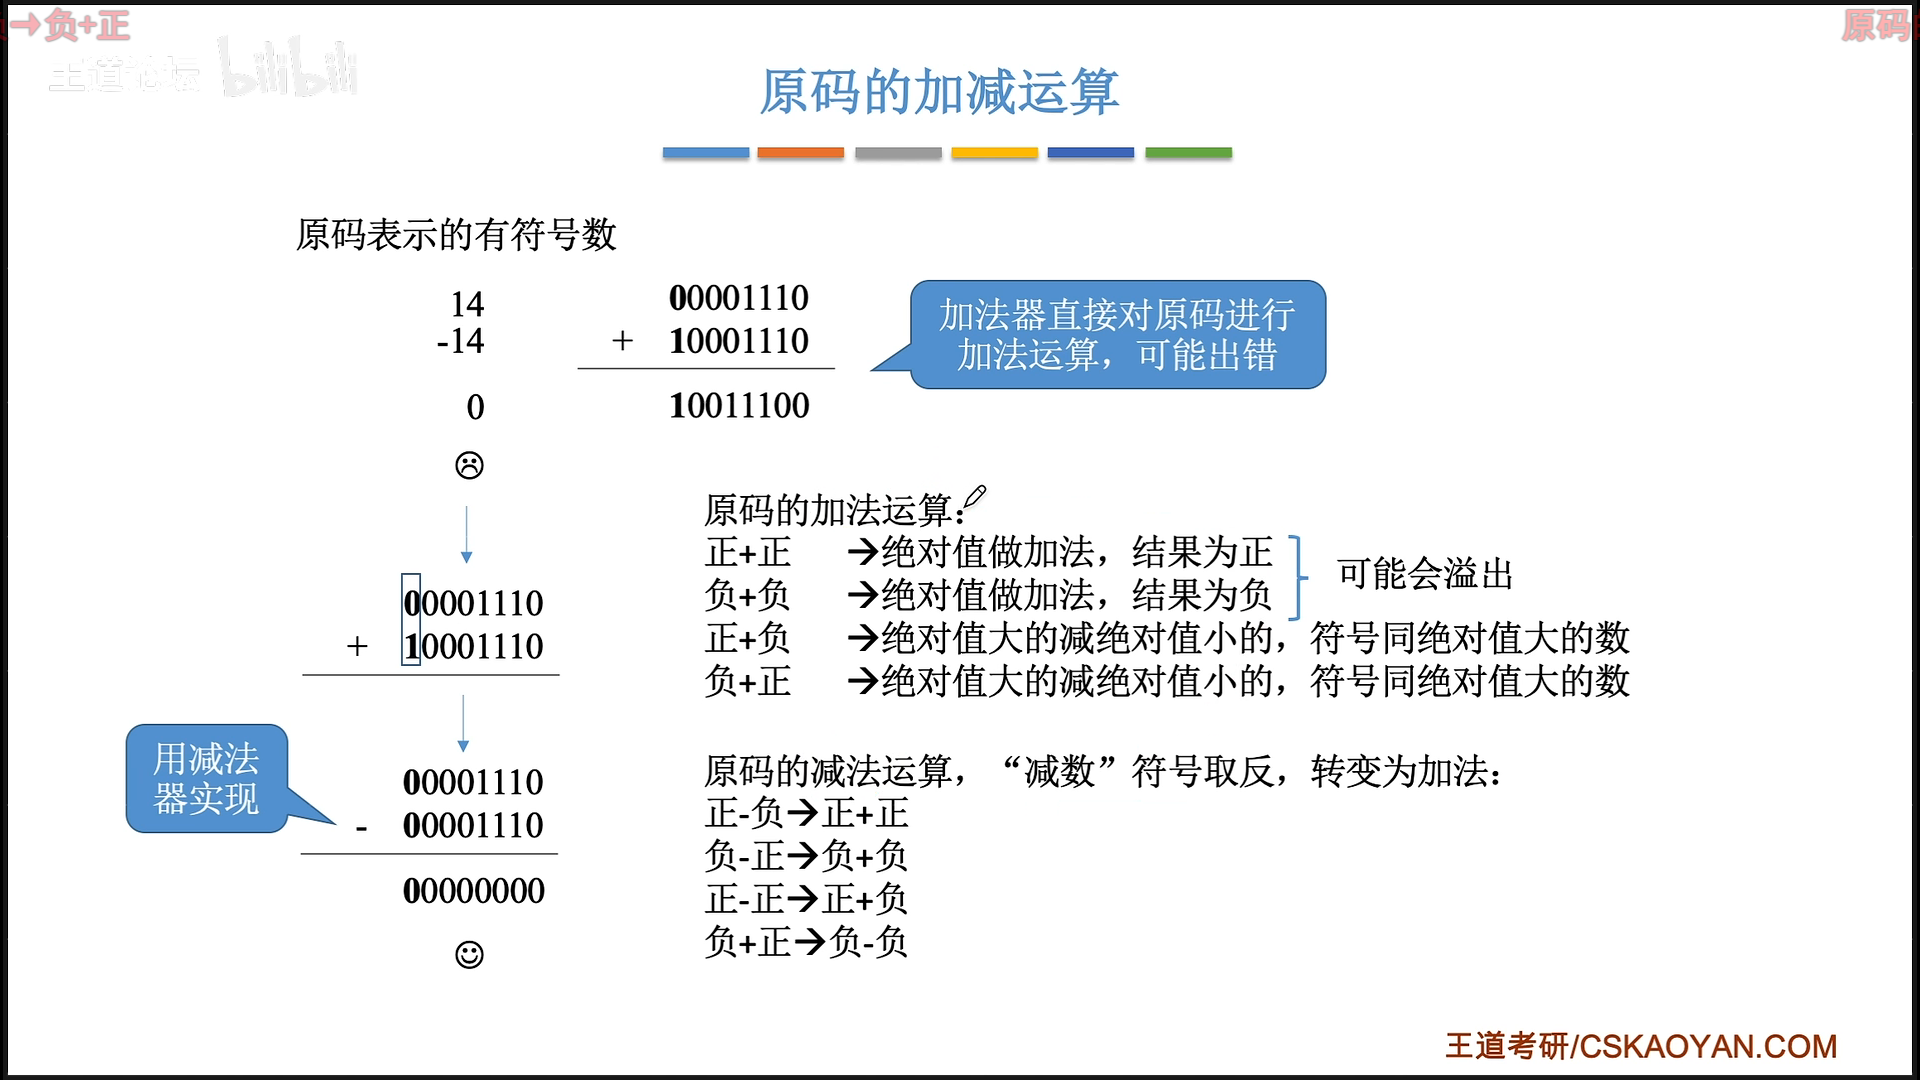 →负+正
原码
王道论坛 bilibili
原码的加减运算
原码表示的有符号数
14
-14
0
00001110
+ 10001110
10011100
加法器直接对原码进行
加法运算，可能出错
00001110
+ 10001110
用减法
器实现
00001110
- 00001110
00000000
原码的加法运算：
正+正 →绝对值做加法，结果为正
负+负 →绝对值做加法，结果为负
可能会溢出
正+负 →绝对值大的减绝对值小的，符号同绝对值大的数
负+正 →绝对值大的减绝对值小的，符号同绝对值大的数
原码的减法运算，“减数”符号取反，转变为加法：
正-负→正+正
负-正→负+负
正-正→正+负
负+正→负-负
王道考研/CSKAOYAN.COM